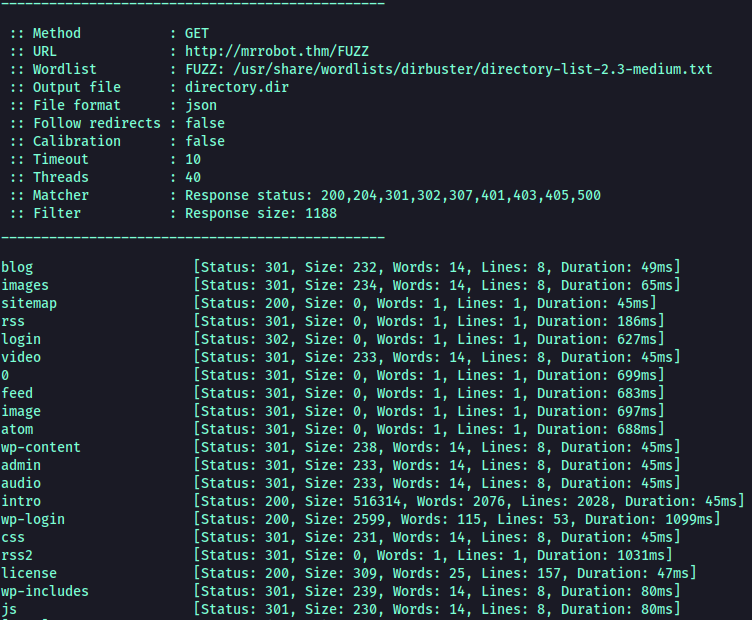 ________________________________________________
:: Method           : GET
:: URL              : http://mrrobot.thm/FUZZ
:: Wordlist         : FUZZ: /usr/share/wordlists/dirbuster/directory-list-2.3-medium.txt
:: Output file      : directory.dir
:: File format      : json
:: Follow redirects : false
:: Calibration      : false
:: Timeout          : 10
:: Threads          : 40
:: Matcher          : Response status: 200,204,301,302,307,401,403,405,500
:: Filter           : Response size: 1188
________________________________________________
blog                    [Status: 301, Size: 232, Words: 14, Lines: 8, Duration: 49ms]
images                  [Status: 301, Size: 234, Words: 14, Lines: 8, Duration: 65ms]
sitemap                 [Status: 200, Size: 0, Words: 1, Lines: 1, Duration: 45ms]
rss                     [Status: 301, Size: 0, Words: 1, Lines: 1, Duration: 186ms]
login                   [Status: 302, Size: 0, Words: 1, Lines: 1, Duration: 627ms]
video                   [Status: 301, Size: 233, Words: 14, Lines: 8, Duration: 45ms]
0                       [Status: 301, Size: 0, Words: 1, Lines: 1, Duration: 699ms]
feed                    [Status: 301, Size: 0, Words: 1, Lines: 1, Duration: 683ms]
image                   [Status: 301, Size: 0, Words: 1, Lines: 1, Duration: 697ms]
atom                    [Status: 301, Size: 0, Words: 1, Lines: 1, Duration: 688ms]
wp-content              [Status: 301, Size: 238, Words: 14, Lines: 8, Duration: 45ms]
admin                   [Status: 301, Size: 233, Words: 14, Lines: 8, Duration: 45ms]
audio                   [Status: 301, Size: 233, Words: 14, Lines: 8, Duration: 45ms]
intro                   [Status: 200, Size: 516314, Words: 2076, Lines: 2028, Duration: 45ms]
wp-login                [Status: 200, Size: 2599, Words: 115, Lines: 53, Duration: 1099ms]
css                     [Status: 301, Size: 231, Words: 14, Lines: 8, Duration: 45ms]
rss2                    [Status: 301, Size: 0, Words: 1, Lines: 1, Duration: 1031ms]
license                 [Status: 200, Size: 309, Words: 25, Lines: 157, Duration: 47ms]
wp-includes             [Status: 301, Size: 239, Words: 14, Lines: 8, Duration: 80ms]
js                      [Status: 301, Size: 230, Words: 14, Lines: 8, Duration: 80ms]